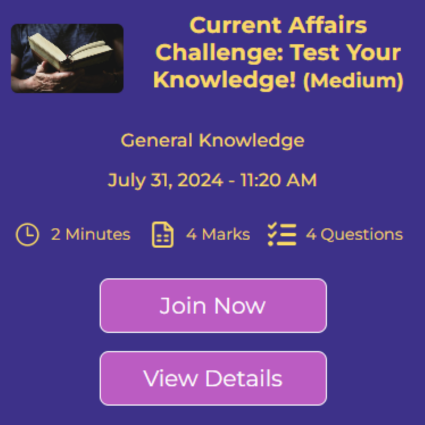 Current Affairs
Challenge: Test Your
Knowledge! (Medium)
General Knowledge
July 31, 2024 - 11:20 AM
2 Minutes 4 Marks 4 Questions
Join Now
View Details